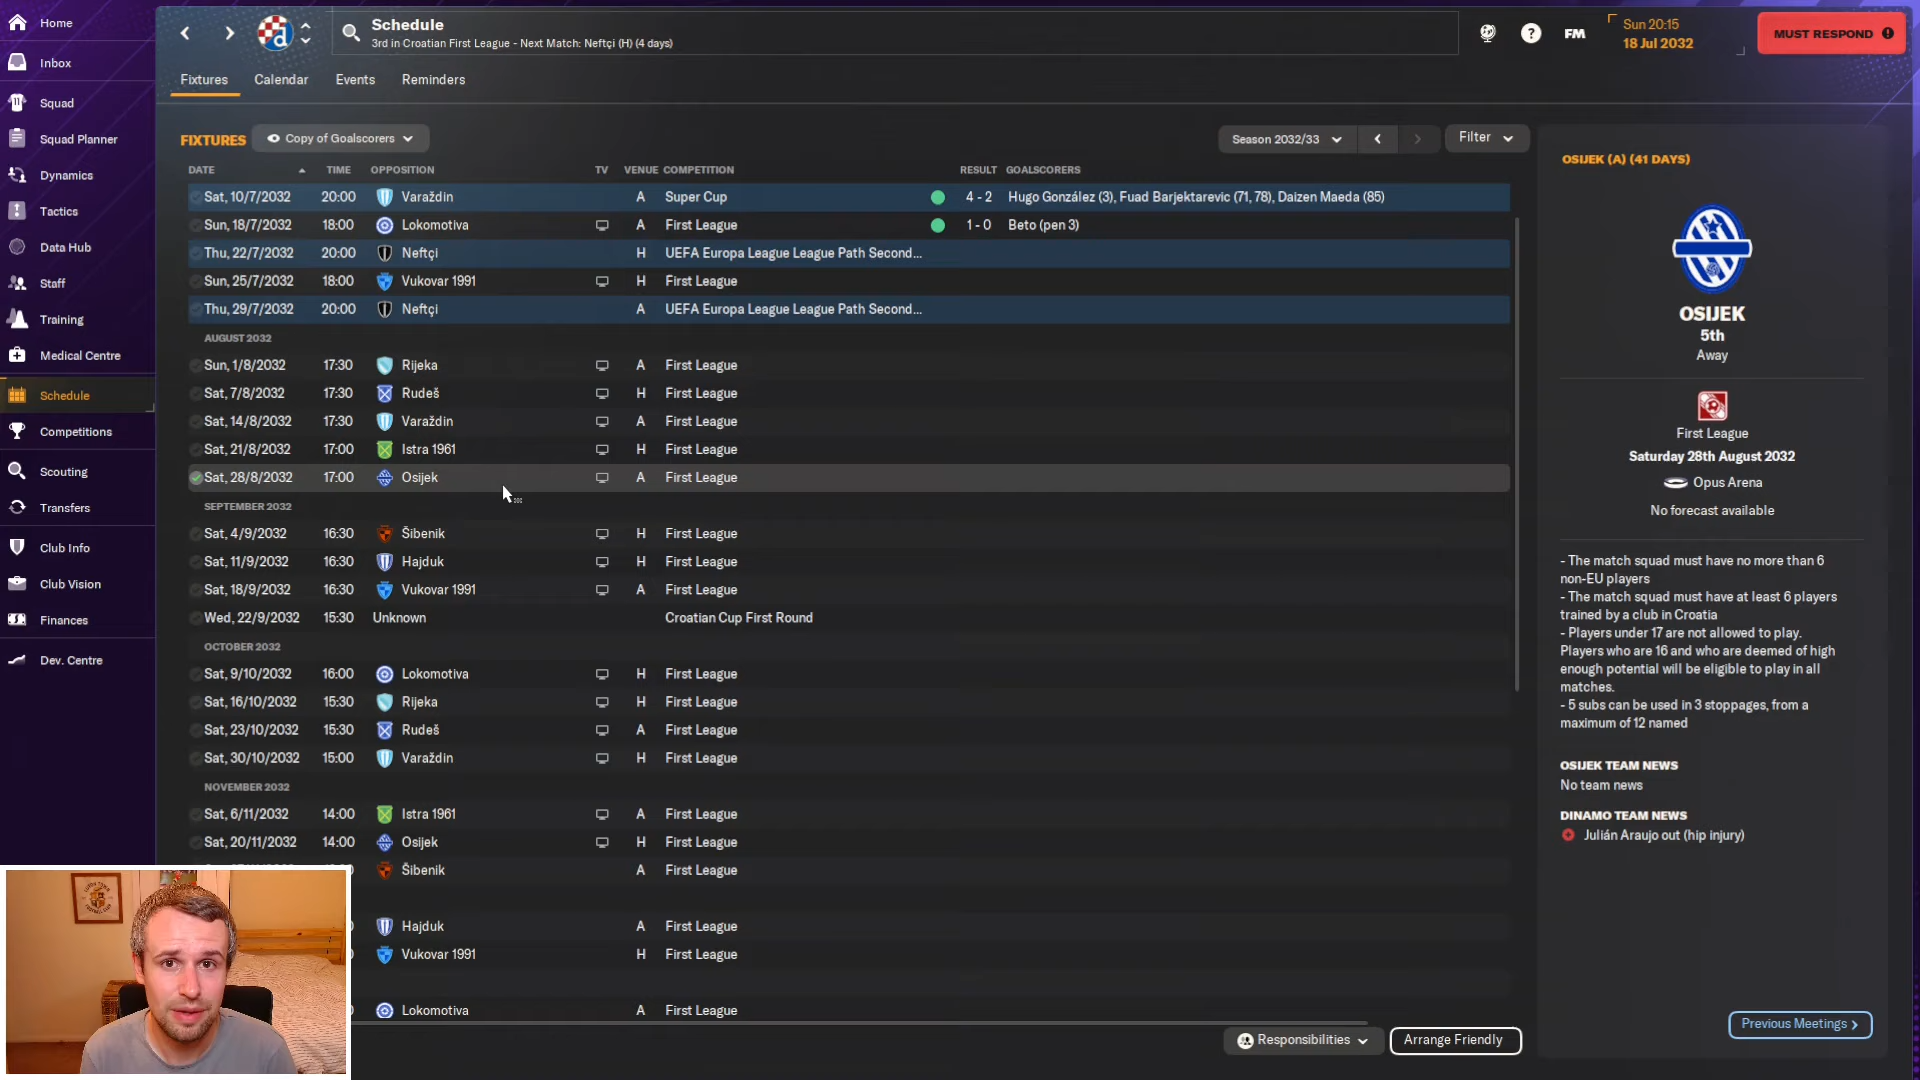 Home
Inbox
Squad
Squad Planner
Dynamics
Tactics
Data Hub
Staff
Training
Medical Centre
Schedule
Competitions
Scouting
Transfers
Club Info
Club Vision
Finances
Dev. Centre
Schedule
3rd in Croatian First League - Next Match: Neftçi (H) (4 days)
FM
Sun 20:15
18 Jul 2032
MUST RESPOND
Fixtures Calendar Events Reminders
FIXTURES Copy of Goalscorers Season 2032/33 Filter
DATE TIME OPPOSITION TV VENUE COMPETITION RESULT GOALSCORERS
Sat, 10/7/2032 20:00 Varaždin A Super Cup 4 - 2 Hugo González (3), Fuad Barjektarevic (71, 78), Daizen Maeda (85)
Sun, 18/7/2032 18:00 Lokomotiva A First League 1 - 0 Beto (pen 3)
Thu, 22/7/2032 20:00 Neftçi H UEFA Europa League League Path Second...
Sun, 25/7/2032 18:00 Vukovar 1991 H First League
Thu, 29/7/2032 20:00 Neftçi A UEFA Europa League League Path Second...
AUGUST 2032
Sun, 1/8/2032 17:30 Rijeka A First League
Sat, 7/8/2032 17:30 Rudeš H First League
Sat, 14/8/2032 17:30 Varaždin A First League
Sat, 21/8/2032 17:00 Istra 1961 H First League
Sat, 28/8/2032 17:00 Osijek A First League
SEPTEMBER 2032
Sat, 4/9/2032 16:30 Šibenik H First League
Sat, 11/9/2032 16:30 Hajduk H First League
Sat, 18/9/2032 16:30 Vukovar 1991 A First League
Wed, 22/9/2032 15:30 Unknown Croatian Cup First Round
OCTOBER 2032
Sat, 9/10/2032 16:00 Lokomotiva H First League
Sat, 16/10/2032 15:30 Rijeka H First League
Sat, 23/10/2032 15:30 Rudeš A First League
Sat, 30/10/2032 15:00 Varaždin H First League
NOVEMBER 2032
Sat, 6/11/2032 14:00 Istra 1961 A First League
Sat, 20/11/2032 14:00 Osijek H First League
Šibenik A First League
Hajduk A First League
Vukovar 1991 H First League
Lokomotiva A First League
Responsibilities Arrange Friendly
OSIJEK (A) (41 DAYS)
OSIJEK
5th
Away
First League
Saturday 28th August 2032
Opus Arena
No forecast available
- The match squad must have no more than 6
non-EU players
- The match squad must have at least 6 players
trained by a club in Croatia
- Players under 17 are not allowed to play.
Players who are 16 and who are deemed of high
enough potential will be eligible to play in all
matches.
- 5 subs can be used in 3 stoppages, from a
maximum of 12 named
OSIJEK TEAM NEWS
No team news
DINAMO TEAM NEWS
Julián Araujo out (hip injury)
Previous Meetings